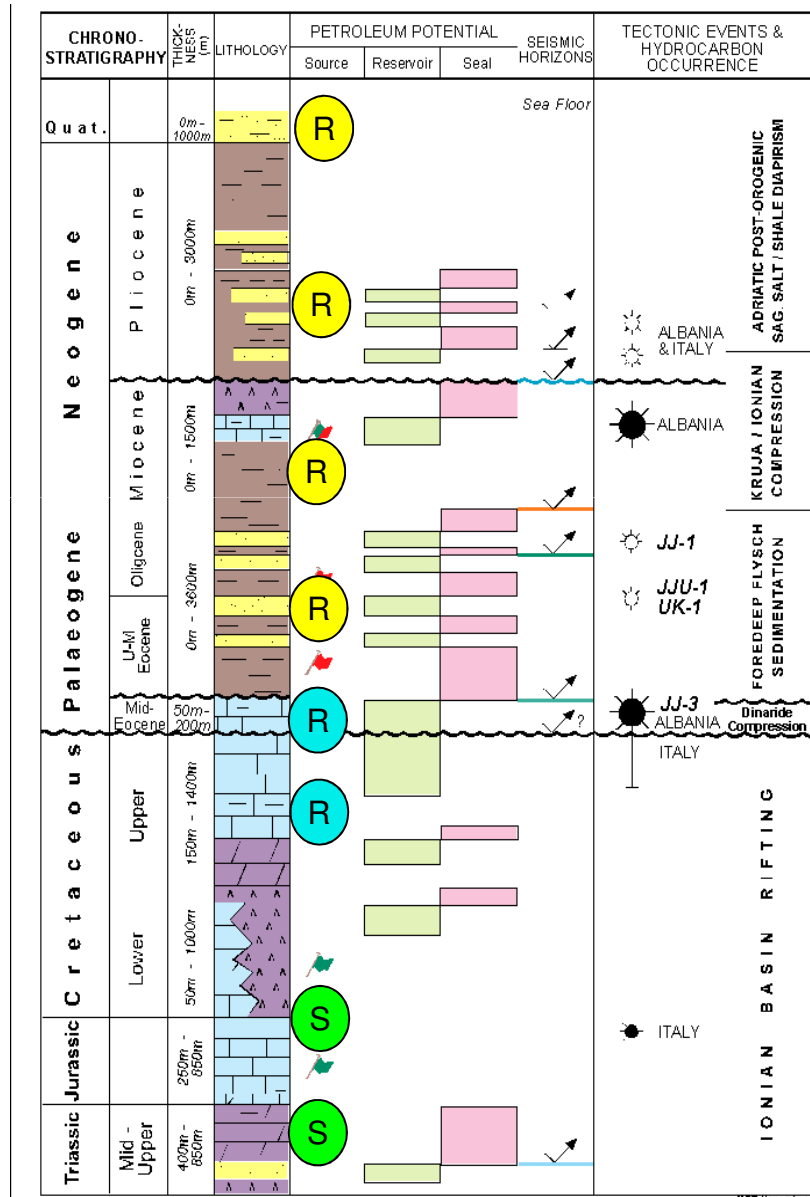 CHRONO-
STRATIGRAPHY
THICK-
NESS
(m)
LITHOLOGY
PETROLEUM POTENTIAL
Source
Reservoir
Seal
SEISMIC
HORIZONS
TECTONIC EVENTS &
HYDROCARBON
OCCURRENCE
Sea Floor
Quat.
0m-
1000m
R
Neogene
Pliocene
0m - 3000m
R
ALBANIA
& ITALY
ADRIATIC POST-OROGENIC
SAG. SALT / SHALE DIAPIRISM
Miocene
0m - 1500m
R
ALBANIA
KRUJA / IONIAN
COMPRESSION
Palaeogene
Oligcene
0m - 3600m
JJ-1
U-M
Eocene
R
JJU-1
UK-1
FOREDEEP FLYSCH
SEDIMENTATION
Mid-
Eocene
50m-
200m
R
?
JJ-3
ALBANIA
Dinaride
Compression
ITALY
Cretaceous
Upper
150m - 1400m
R
Lower
50m - 1000m
S
IONIAN BASIN RIFTING
Jurassic
250m-
850m
ITALY
Triassic
Mid -
Upper
400m-
850m
S